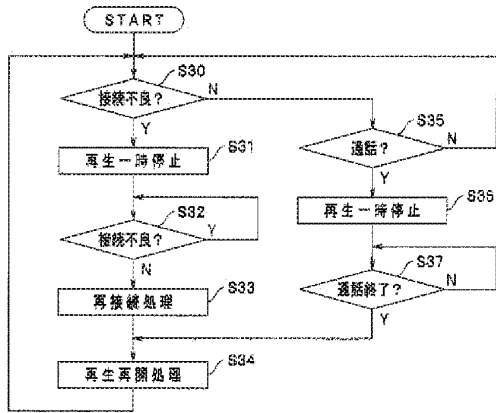 START
S30
接続不良?
N
Y
S31
再生一時停止
S32
接続不良?
Y
N
S33
再接続処理
S34
再生再開処理
S35
通話?
N
Y
S36
再生一時停止
S37
通話終了?
N
Y